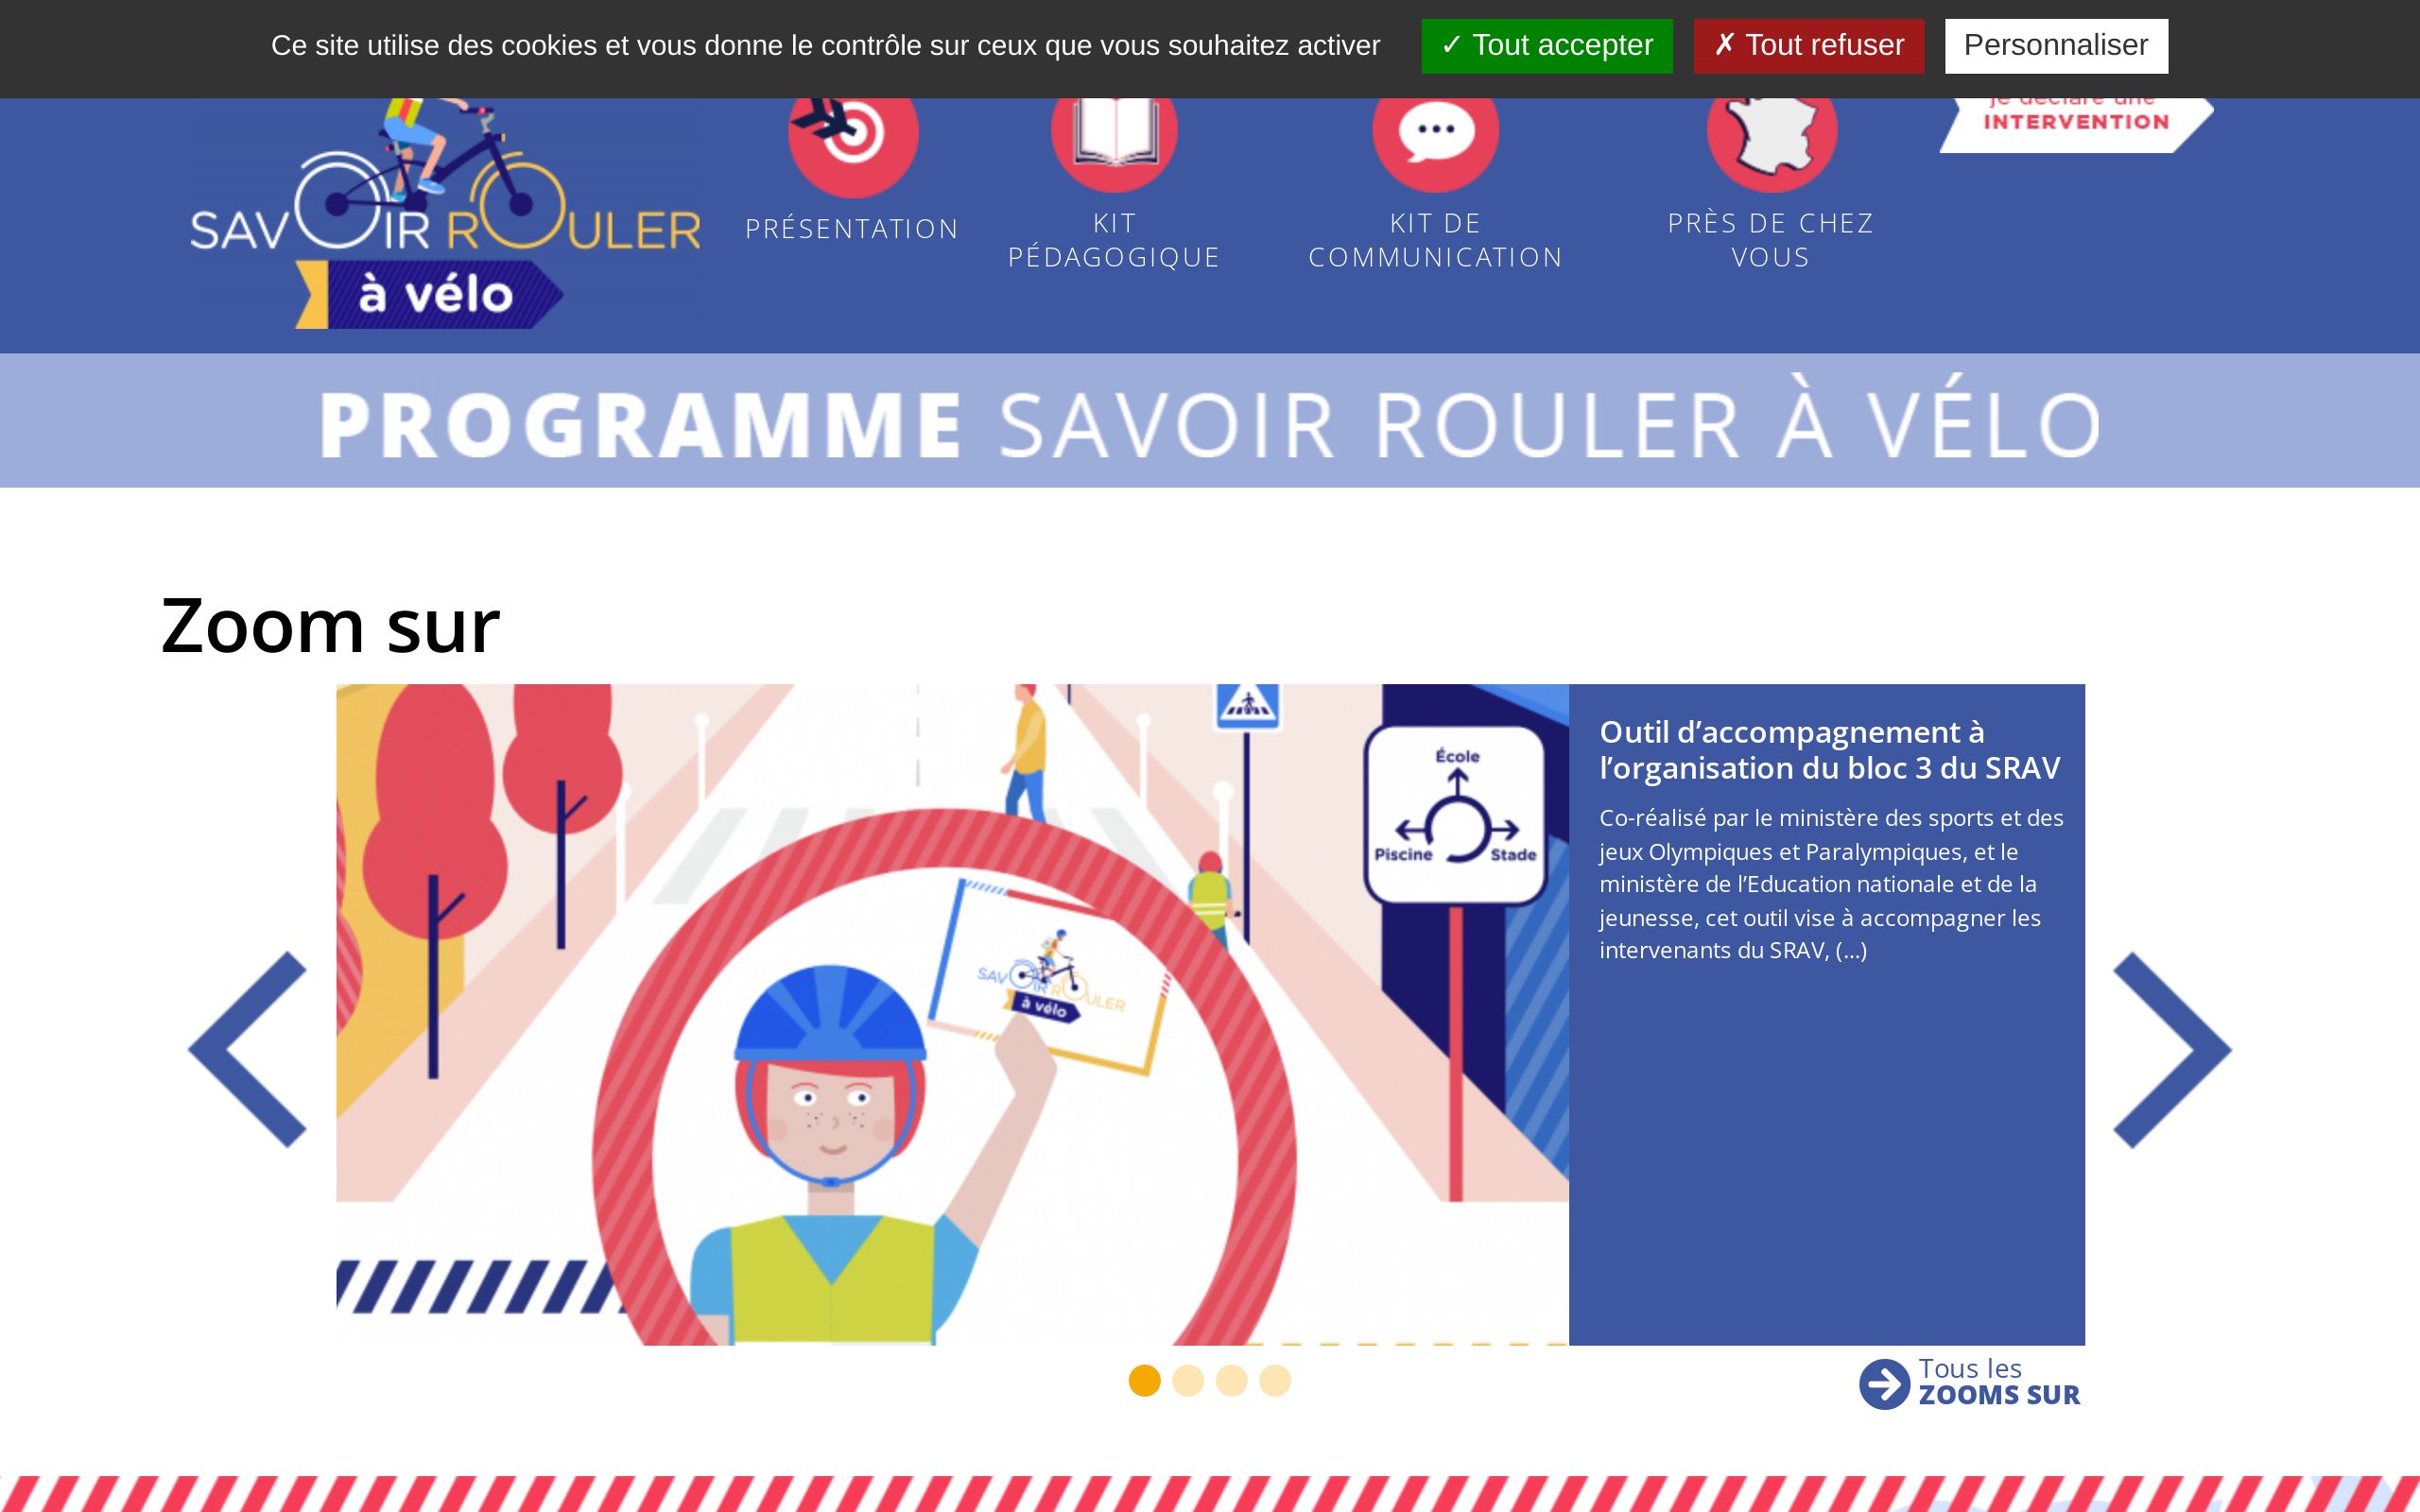 Ce site utilise des cookies et vous donne le contrôle sur ceux que vous souhaitez activer
✓ Tout accepter
✗ Tout refuser
Personnaliser
je déclare une
INTERVENTION
SAVOIR ROULER
à vélo
PRÉSENTATION
KIT
PÉDAGOGIQUE
KIT DE
COMMUNICATION
PRÈS DE CHEZ
VOUS
PROGRAMME SAVOIR ROULER À VÉLO
Zoom sur
École
Piscine
Stade
SAVOIR ROULER
à vélo
Outil d’accompagnement à
l’organisation du bloc 3 du SRAV
Co-réalisé par le ministère des sports et des
jeux Olympiques et Paralympiques, et le
ministère de l’Education nationale et de la
jeunesse, cet outil vise à accompagner les
intervenants du SRAV, (...)
Tous les
ZOOMS SUR